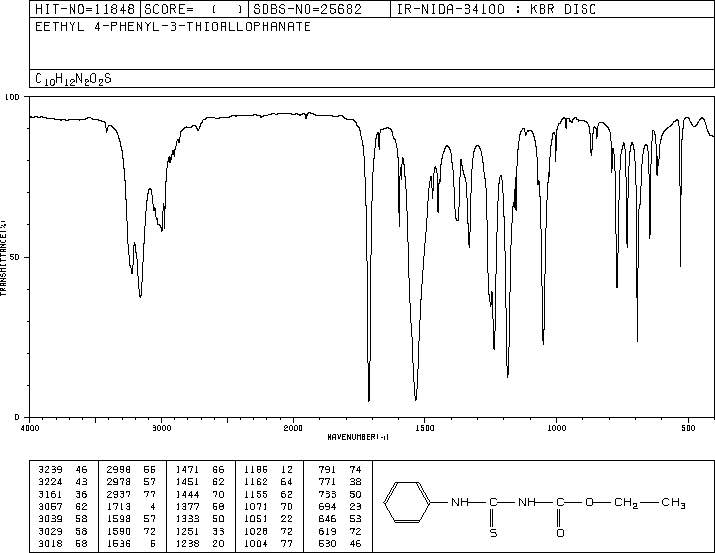 HIT-NO=11848 SCORE= ( ) SDBS-NO=25682 IR-NIDA-34100 : KBR DISC
EETHYL 4-PHENYL-3-THIOALLOPHANATE
C10H12N2O2S
100
50
0
TRANSMITTANCE(%)
4000 3000 2000 1500 1000 500
WAVENUMBER(-1)
3239 46 2998 56 1471 66 1186 12 791 74
3224 43 2978 57 1451 62 1162 64 771 38
3161 36 2937 77 1444 70 1155 62 733 50
3057 62 1713 4 1377 58 1071 70 694 23
3039 58 1598 57 1333 50 1051 22 646 53
3029 58 1590 72 1251 33 1028 72 619 72
3018 58 1536 5 1238 20 1004 77 530 46
NH C NH C O CH2 CH3
S O